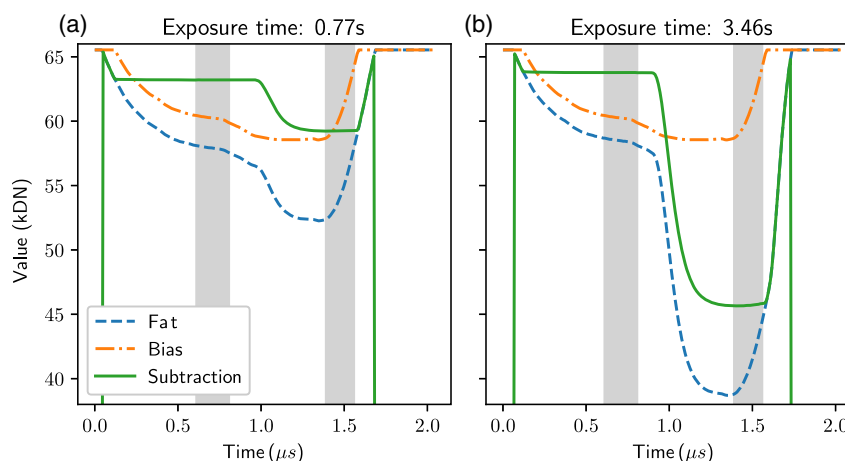 (a) Exposure time: 0.77s
(b) Exposure time: 3.46s
Value (kDN)
65
60
55
50
45
40
Fat
Bias
Subtraction
0.0 0.5 1.0 1.5 2.0
0.0 0.5 1.0 1.5 2.0
Time (μs)
Time (μs)